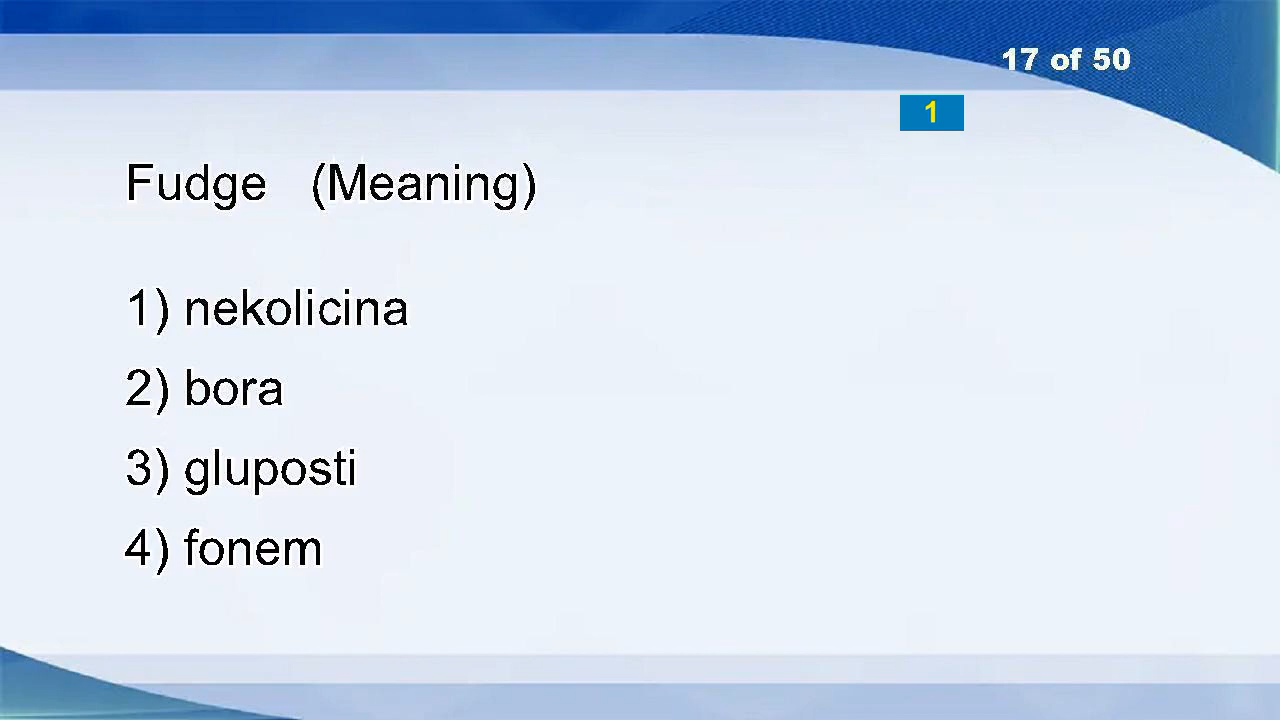 17 of 50
1
Fudge (Meaning)
1) nekolicina
2) bora
3) gluposti
4) fonem